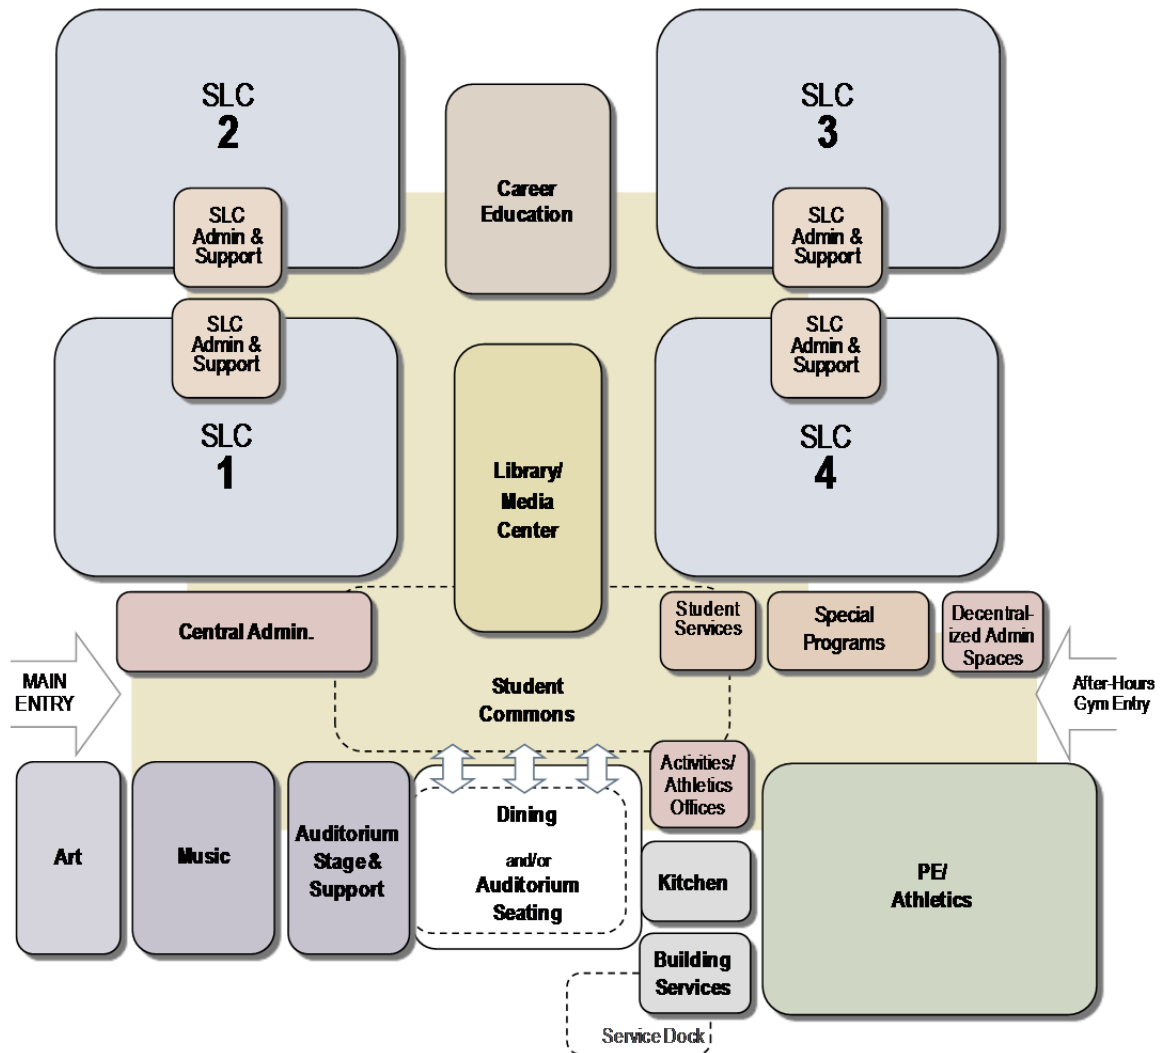 SLC
2
SLC
3
Career
Education
SLC
Admin &
Support
SLC
Admin &
Support
SLC
Admin &
Support
SLC
Admin &
Support
SLC
1
SLC
4
Library/
Media
Center
Central Admin.
Student
Services
Special
Programs
Decentral-
ized Admin
Spaces
MAIN
ENTRY
Student
Commons
After-Hours
Gym Entry
Art
Music
Auditorium
Stage &
Support
Dining
and/or
Auditorium
Seating
Activities/
Athletics
Offices
Kitchen
Building
Services
PE/
Athletics
Service Dock